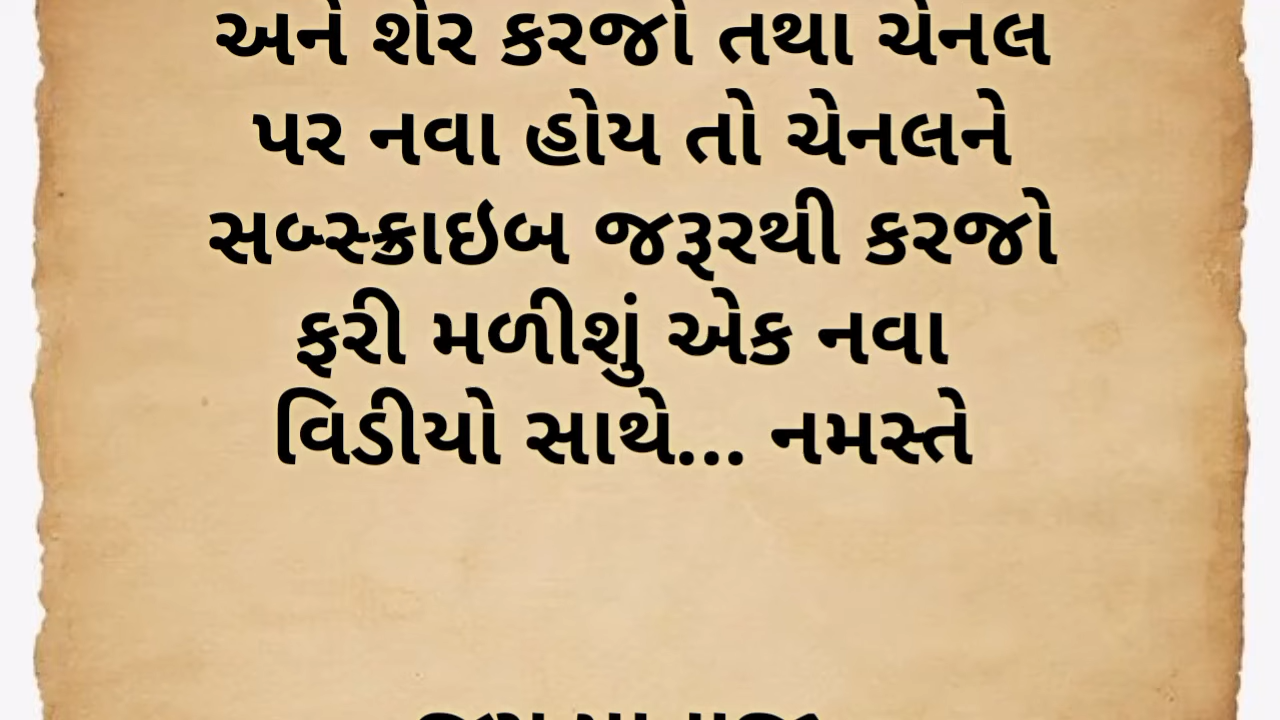 અને શેર કરજો તથા ચેનલ
પર નવા હોય તો ચેનલને
સબ્સ્ક્રાઇબ જરૂરથી કરજો
ફરી મળીશું એક નવા
વિડીયો સાથે... નમસ્તે